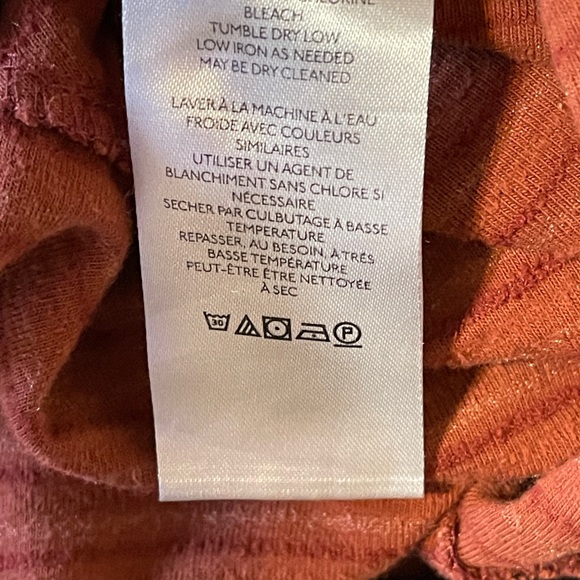 BLEACH
TUMBLE DRY LOW
LOW IRON AS NEEDED
MAY BE DRY CLEANED
LAVER À LA MACHINE À L'EAU
FROIDE AVEC COULEURS
SIMILAIRES
UTILISER UN AGENT DE
BLANCHIMENT SANS CHLORE SI
NÉCESSAIRE
SECHER PAR CULBUTAGE À BASSE
TEMPERATURE
REPASSER, AU BESOIN, À TRÈS
BASSE TEMPÉRATURE
PEUT-ÊTRE ÊTRE NETTOYÉE
À SEC
30 P